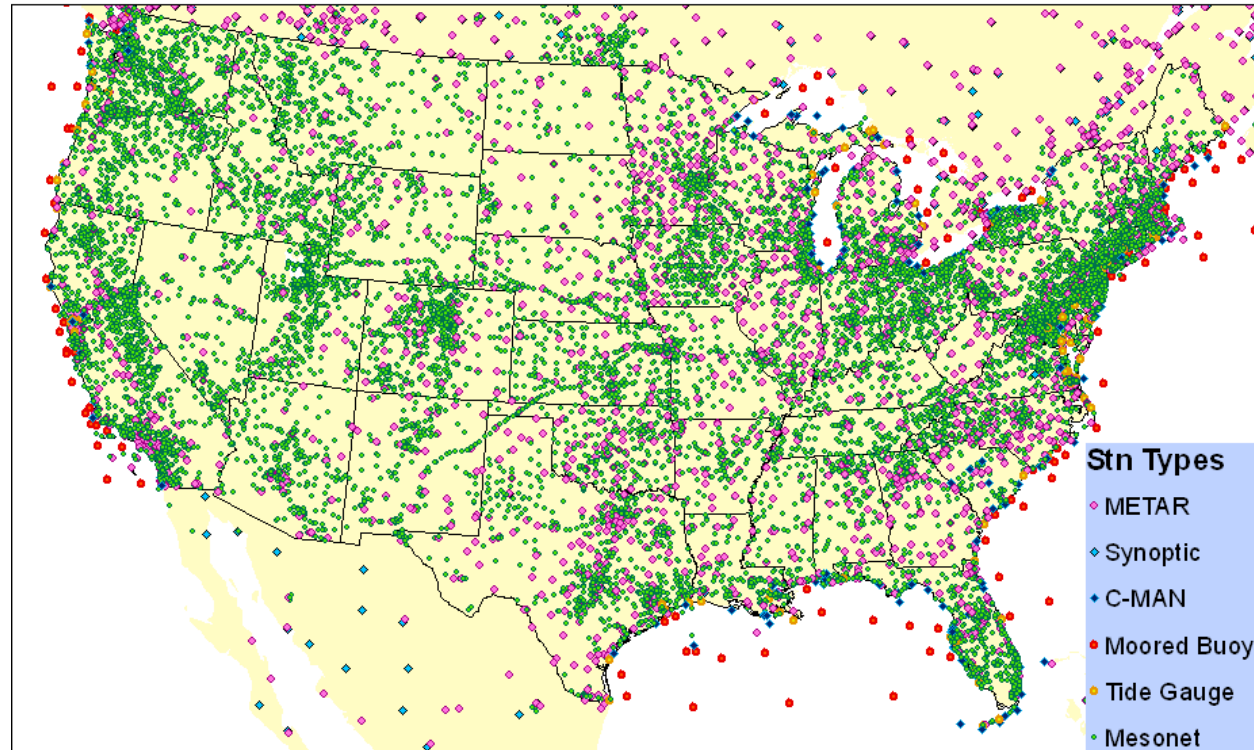 Stn Types
METAR
Synoptic
C-MAN
Moored Buoy
Tide Gauge
Mesonet